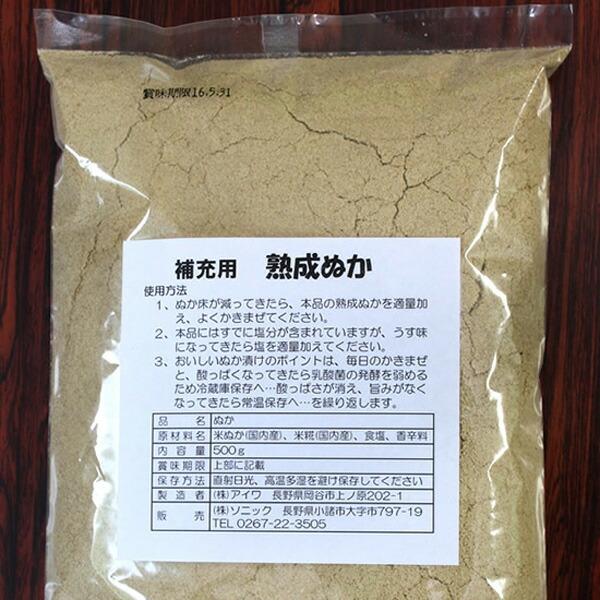 賞味期限16.5.31
補充用 熟成ぬか
使用方法
1、ぬか床が減ってきたら、本品の熟成ぬかを適量加
え、よくかきまぜてください。
2、本品にはすでに塩分が含まれていますが、うす味
になってきたら塩を適量加えてください。
3、おいしいぬか漬けのポイントは、毎日のかきまぜ
と、酸っぱくなってきたら乳酸菌の発酵を弱める
ため冷蔵庫保存へ…酸っぱさが消え、旨みがなく
なってきたら常温保存へ…を繰り返します。
品名 ぬか
原材料名 米ぬか(国内産)、米糀(国内産)、食塩、香辛料
内容量 500g
賞味期限 上部に記載
保存方法 直射日光、高温多湿を避け保存してください
製造者 (株)アイワ 長野県岡谷市上ノ原202-1
販売 (株)ソニック 長野県小諸市大字市797-19
TEL 0267-22-3505